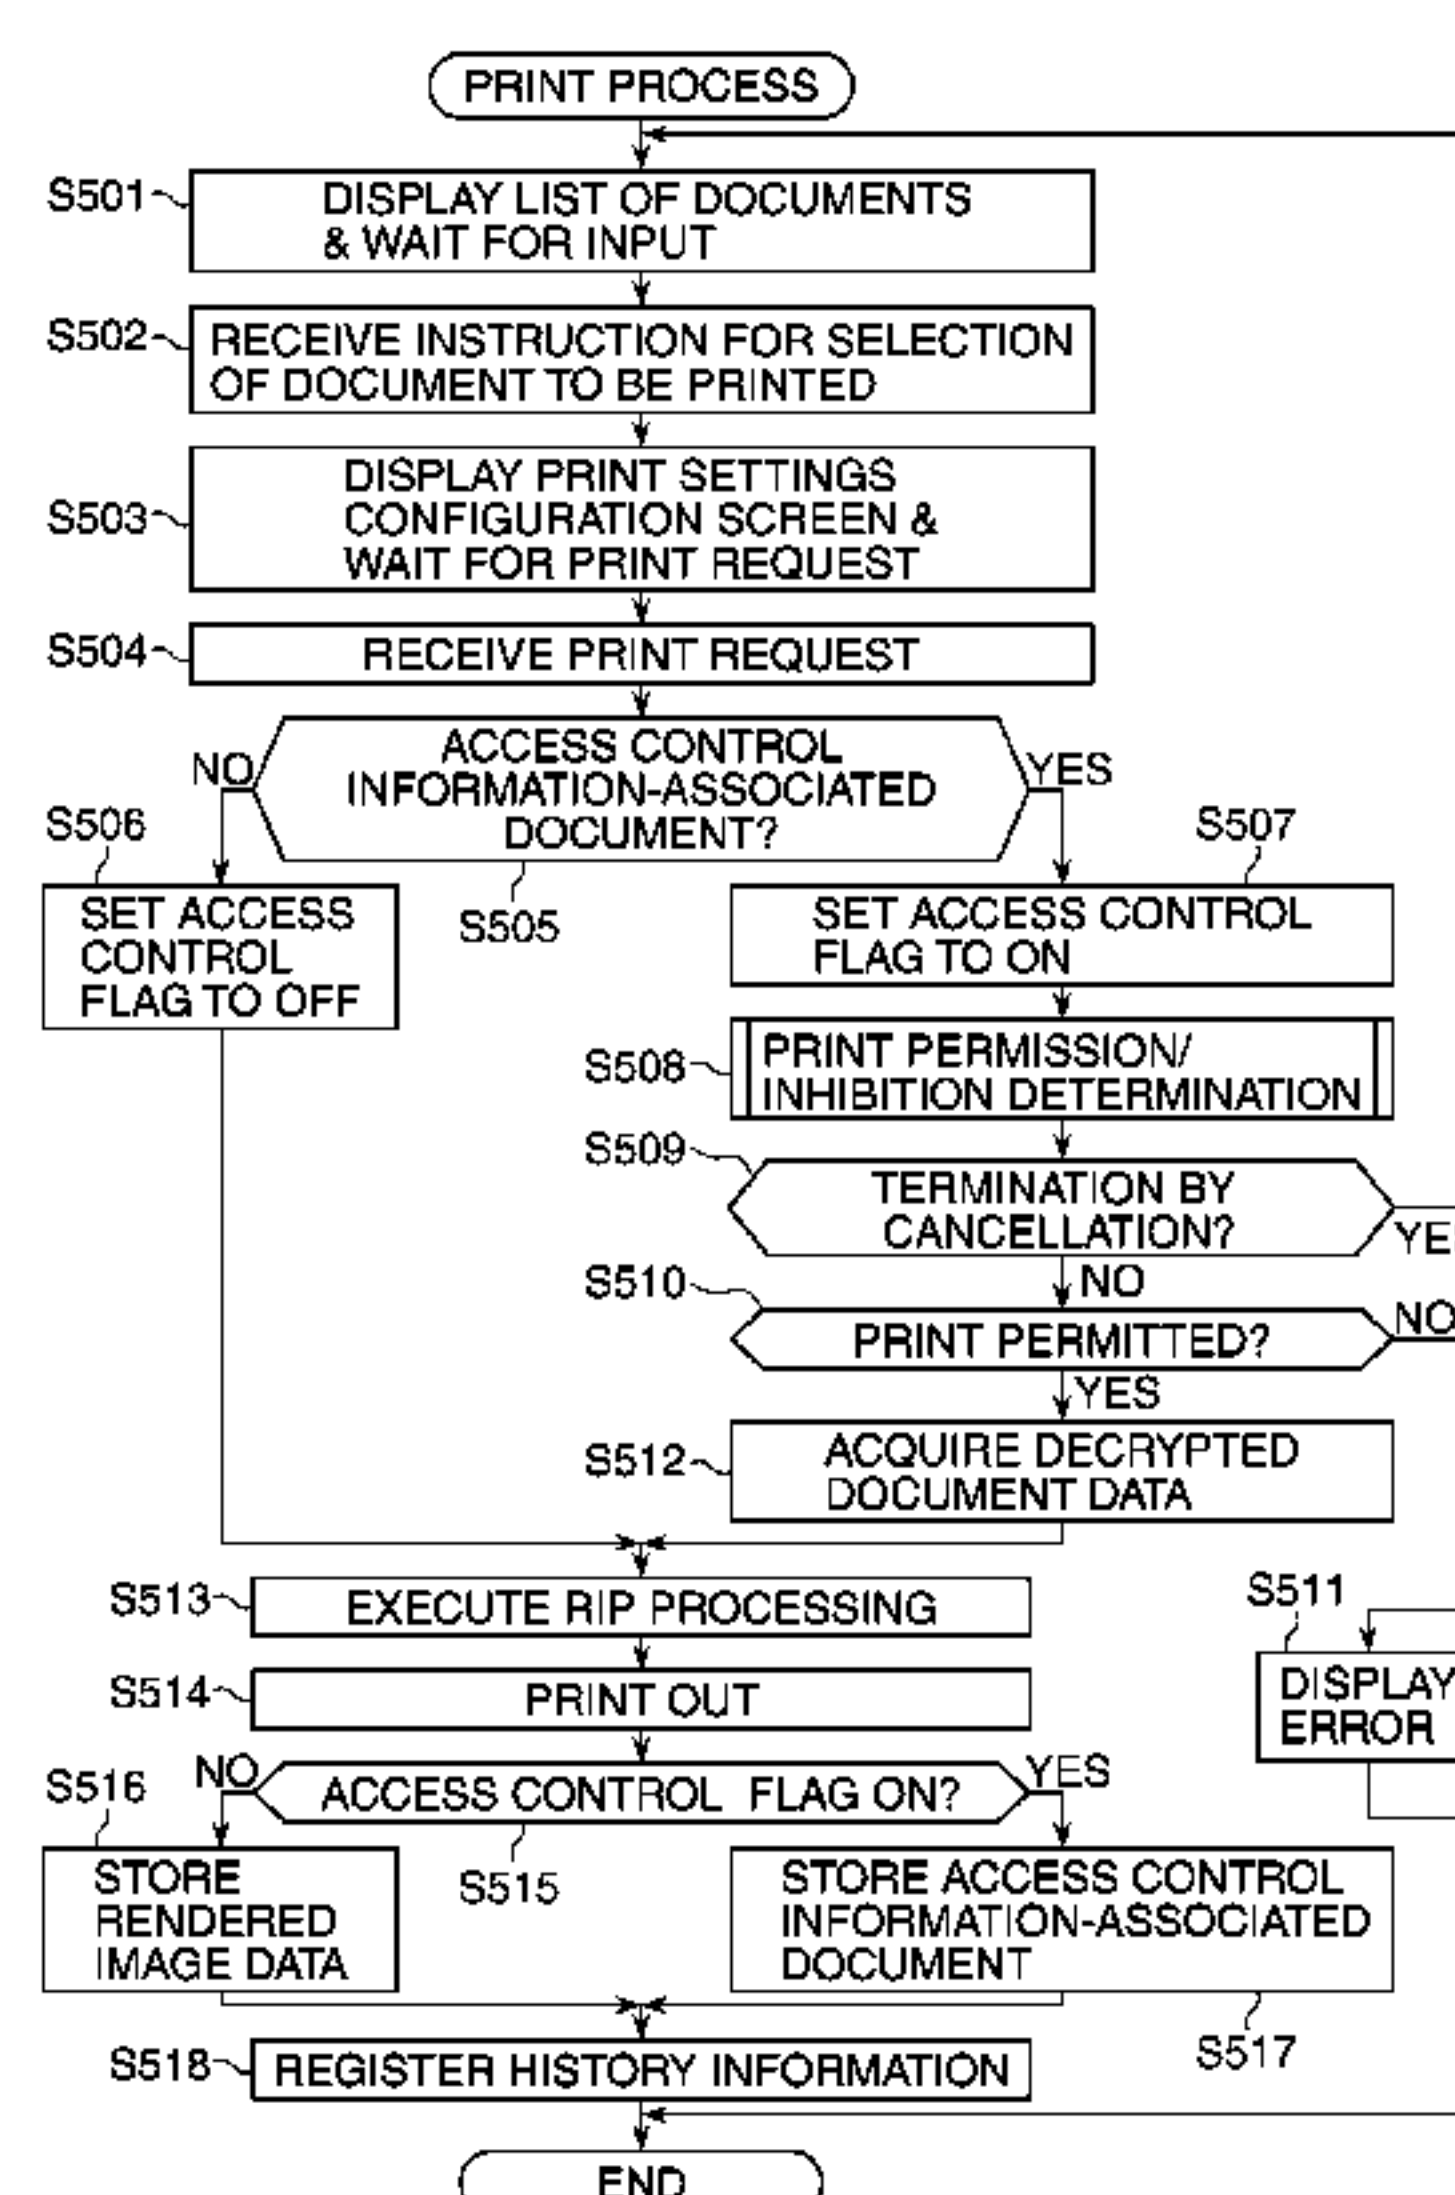 PRINT PROCESS
S501
DISPLAY LIST OF DOCUMENTS
& WAIT FOR INPUT
S502
RECEIVE INSTRUCTION FOR SELECTION
OF DOCUMENT TO BE PRINTED
S503
DISPLAY PRINT SETTINGS
CONFIGURATION SCREEN &
WAIT FOR PRINT REQUEST
S504
RECEIVE PRINT REQUEST
NO
ACCESS CONTROL
INFORMATION-ASSOCIATED
DOCUMENT?
YES
S505
S506
SET ACCESS
CONTROL
FLAG TO OFF
S507
SET ACCESS CONTROL
FLAG TO ON
S508
PRINT PERMISSION/
INHIBITION DETERMINATION
S509
TERMINATION BY
CANCELLATION?
YE
NO
S510
PRINT PERMITTED?
NO
YES
S512
ACQUIRE DECRYPTED
DOCUMENT DATA
S513
EXECUTE RIP PROCESSING
S511
DISPLAY
ERROR
S514
PRINT OUT
NO
ACCESS CONTROL FLAG ON?
YES
S515
S516
STORE
RENDERED
IMAGE DATA
STORE ACCESS CONTROL
INFORMATION-ASSOCIATED
DOCUMENT
S517
S518
REGISTER HISTORY INFORMATION
END